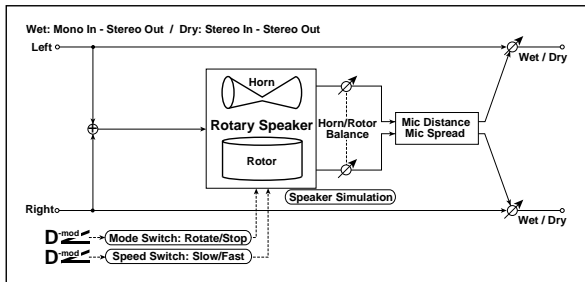 Wet: Mono In - Stereo Out / Dry: Stereo In - Stereo Out
Left
Wet / Dry
Horn
Rotary Speaker
Rotor
Horn/Rotor
Balance
Mic Distance
Mic Spread
Speaker Simulation
Right
Wet / Dry
D-mod
Mode Switch: Rotate/Stop
D-mod
Speed Switch: Slow/Fast